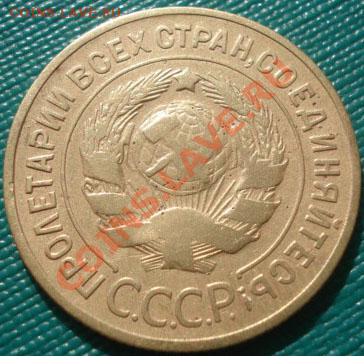 COINS.LAVE.RU
ПРОЛЕТАРИИ ВСЕХ СТРАН, СОЕДИНЯЙТЕСЬ!
С.С.С.Р.
COINS.LAVE.RU